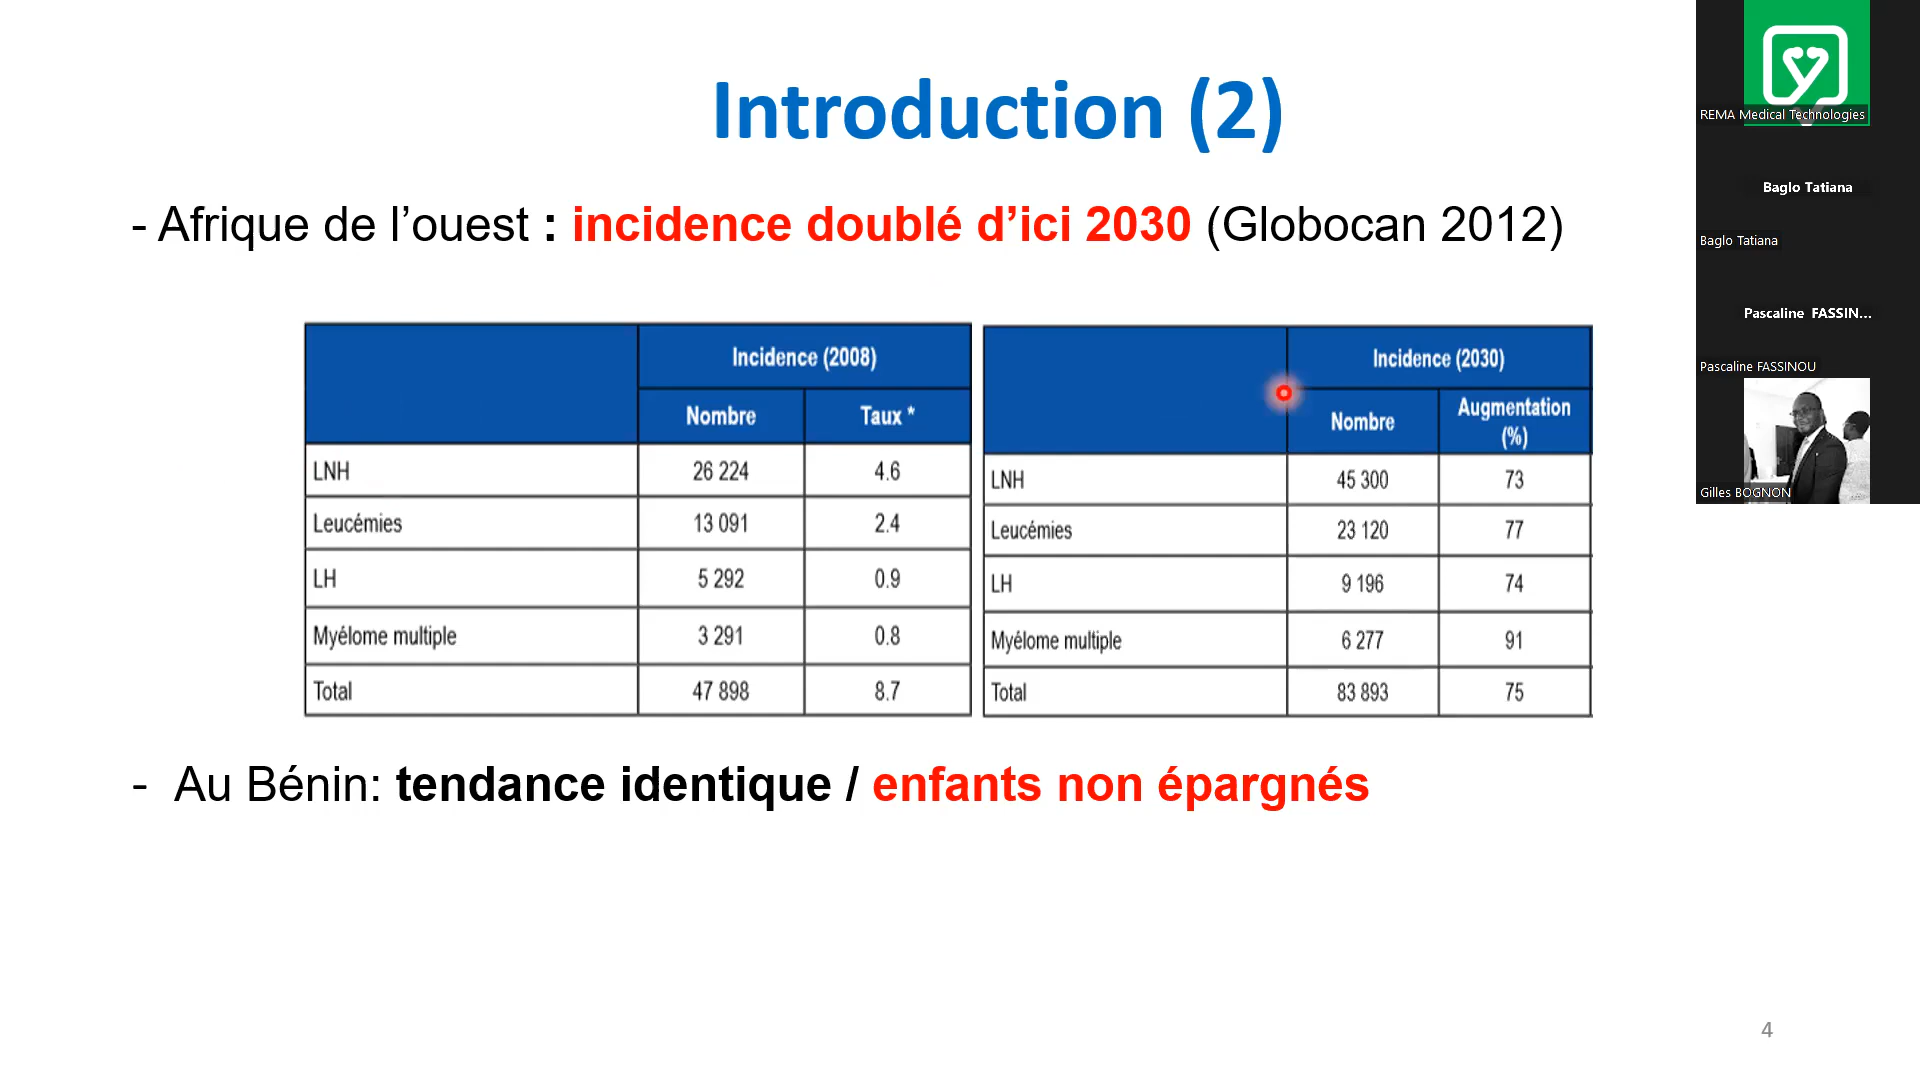 Introduction (2)
- Afrique de l’ouest : incidence doublé d’ici 2030 (Globocan 2012)
Incidence (2008)
Nombre Taux *
LNH 26 224 4.6
Leucémies 13 091 2.4
LH 5 292 0.9
Myélome multiple 3 291 0.8
Total 47 898 8.7
Incidence (2030)
Nombre Augmentation (%)
LNH 45 300 73
Leucémies 23 120 77
LH 9 196 74
Myélome multiple 6 277 91
Total 83 893 75
- Au Bénin: tendance identique / enfants non épargnés
4
REMA Medical Technologies
Baglo Tatiana
Baglo Tatiana
Pascaline FASSIN...
Pascaline FASSINOU
Gilles BOGNON